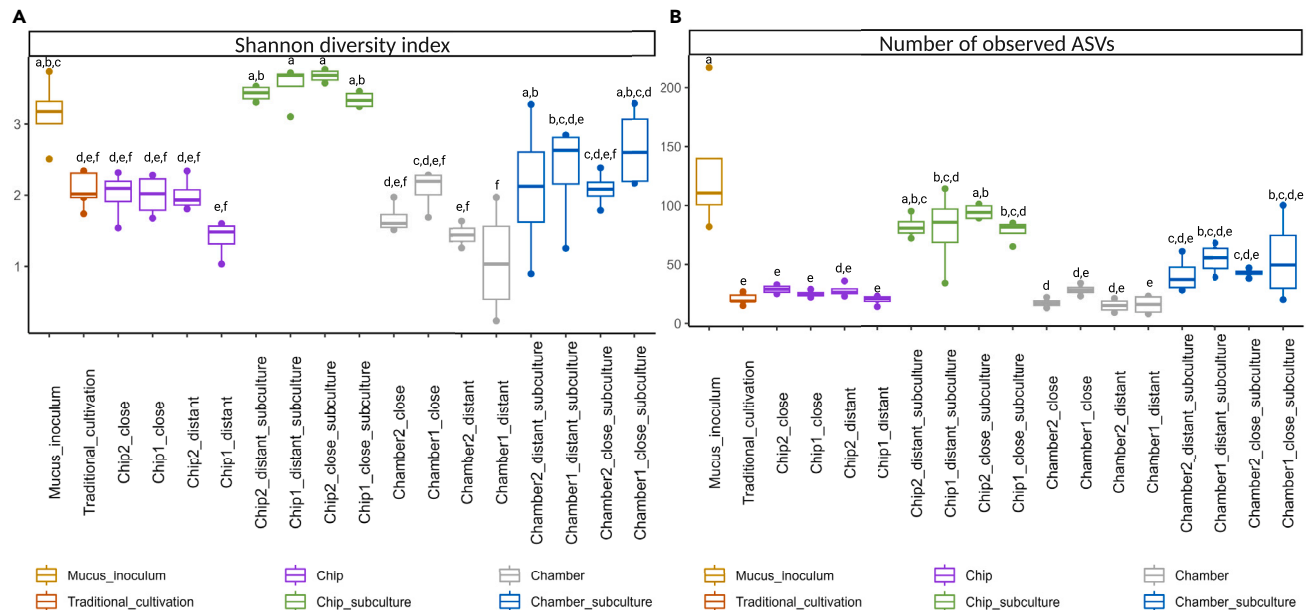 A
Shannon diversity index
a,b,c
d,e,f
d,e,f
d,e,f
d,e,f
e,f
a,b
a
a
a,b
d,e,f
c,d,e,f
e,f
f
a,b
b,c,d,e
c,d,e,f
a,b,c,d
3
2
1
Mucus_inoculum
Traditional_cultivation
Chip2_close
Chip1_close
Chip2_distant
Chip1_distant
Chip2_distant_subculture
Chip1_distant_subculture
Chip2_close_subculture
Chip1_close_subculture
Chamber2_close
Chamber1_close
Chamber2_distant
Chamber1_distant
Chamber2_distant_subculture
Chamber1_distant_subculture
Chamber2_close_subculture
Chamber1_close_subculture
Mucus_inoculum
Chip
Chamber
Traditional_cultivation
Chip_subculture
Chamber_subculture
B
Number of observed ASVs
a
e
e
e
d,e
e
a,b,c
b,c,d
a,b
b,c,d
d
d,e
d,e
e
c,d,e
b,c,d,e
c,d,e
b,c,d,e
200
150
100
50
0
Mucus_inoculum
Traditional_cultivation
Chip2_close
Chip1_close
Chip2_distant
Chip1_distant
Chip2_distant_subculture
Chip1_distant_subculture
Chip2_close_subculture
Chip1_close_subculture
Chamber2_close
Chamber1_close
Chamber2_distant
Chamber1_distant
Chamber2_distant_subculture
Chamber1_distant_subculture
Chamber2_close_subculture
Chamber1_close_subculture
Mucus_inoculum
Chip
Chamber
Traditional_cultivation
Chip_subculture
Chamber_subculture